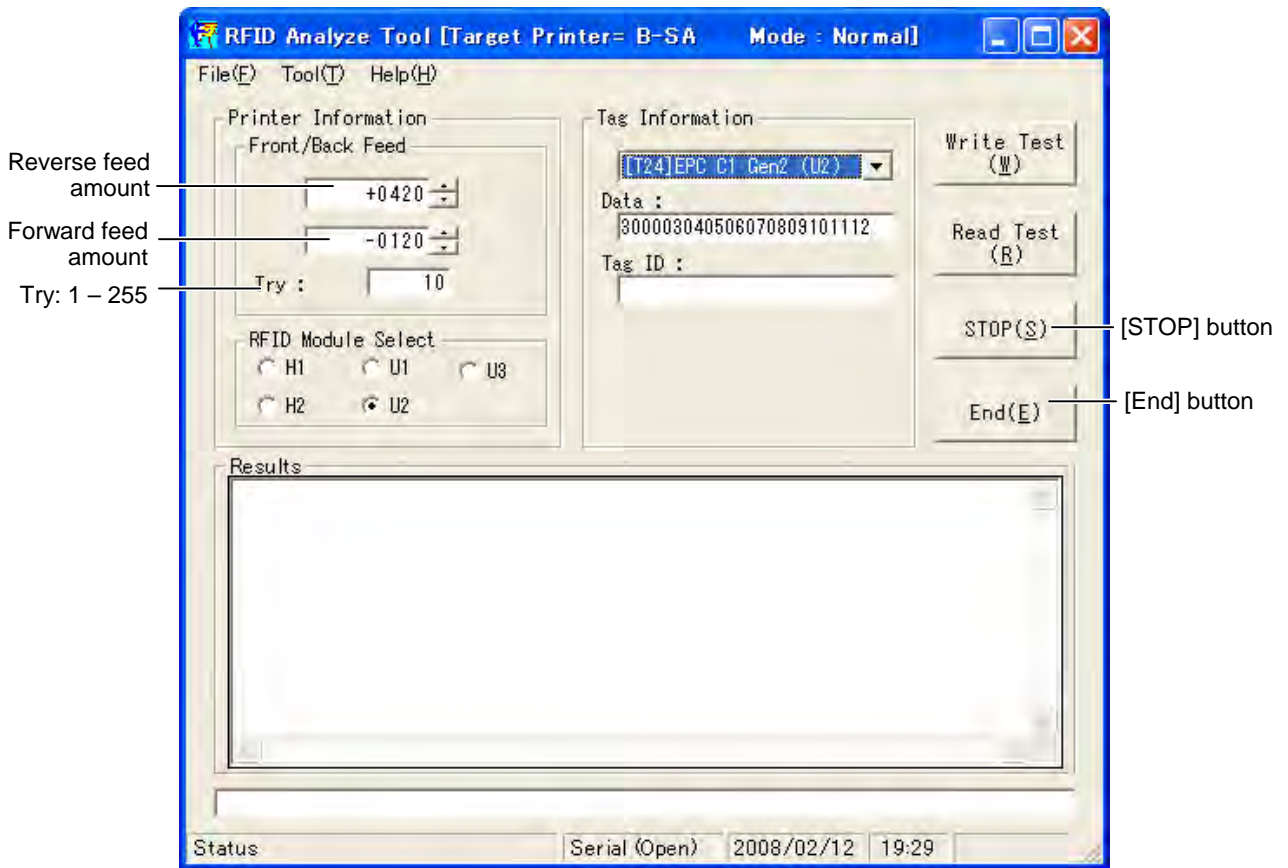 RFID Analyze Tool [Target Printer= B-SA Mode : Normal]
File(F) Tool(T) Help(H)
Printer Information
Front/Back Feed
Reverse feed
amount
+0420
Forward feed
amount
-0120
Try: 1 – 255
Try : 10
RFID Module Select
H1 U1 U3
H2 U2
Tag Information
[T24]EPC C1 Gen2 (U2)
Data :
300003040506070809101112
Tag ID :
Write Test
(W)
Read Test
(R)
STOP(S)
[STOP] button
End(E)
[End] button
Results
Status Serial (Open) 2008/02/12 19:29